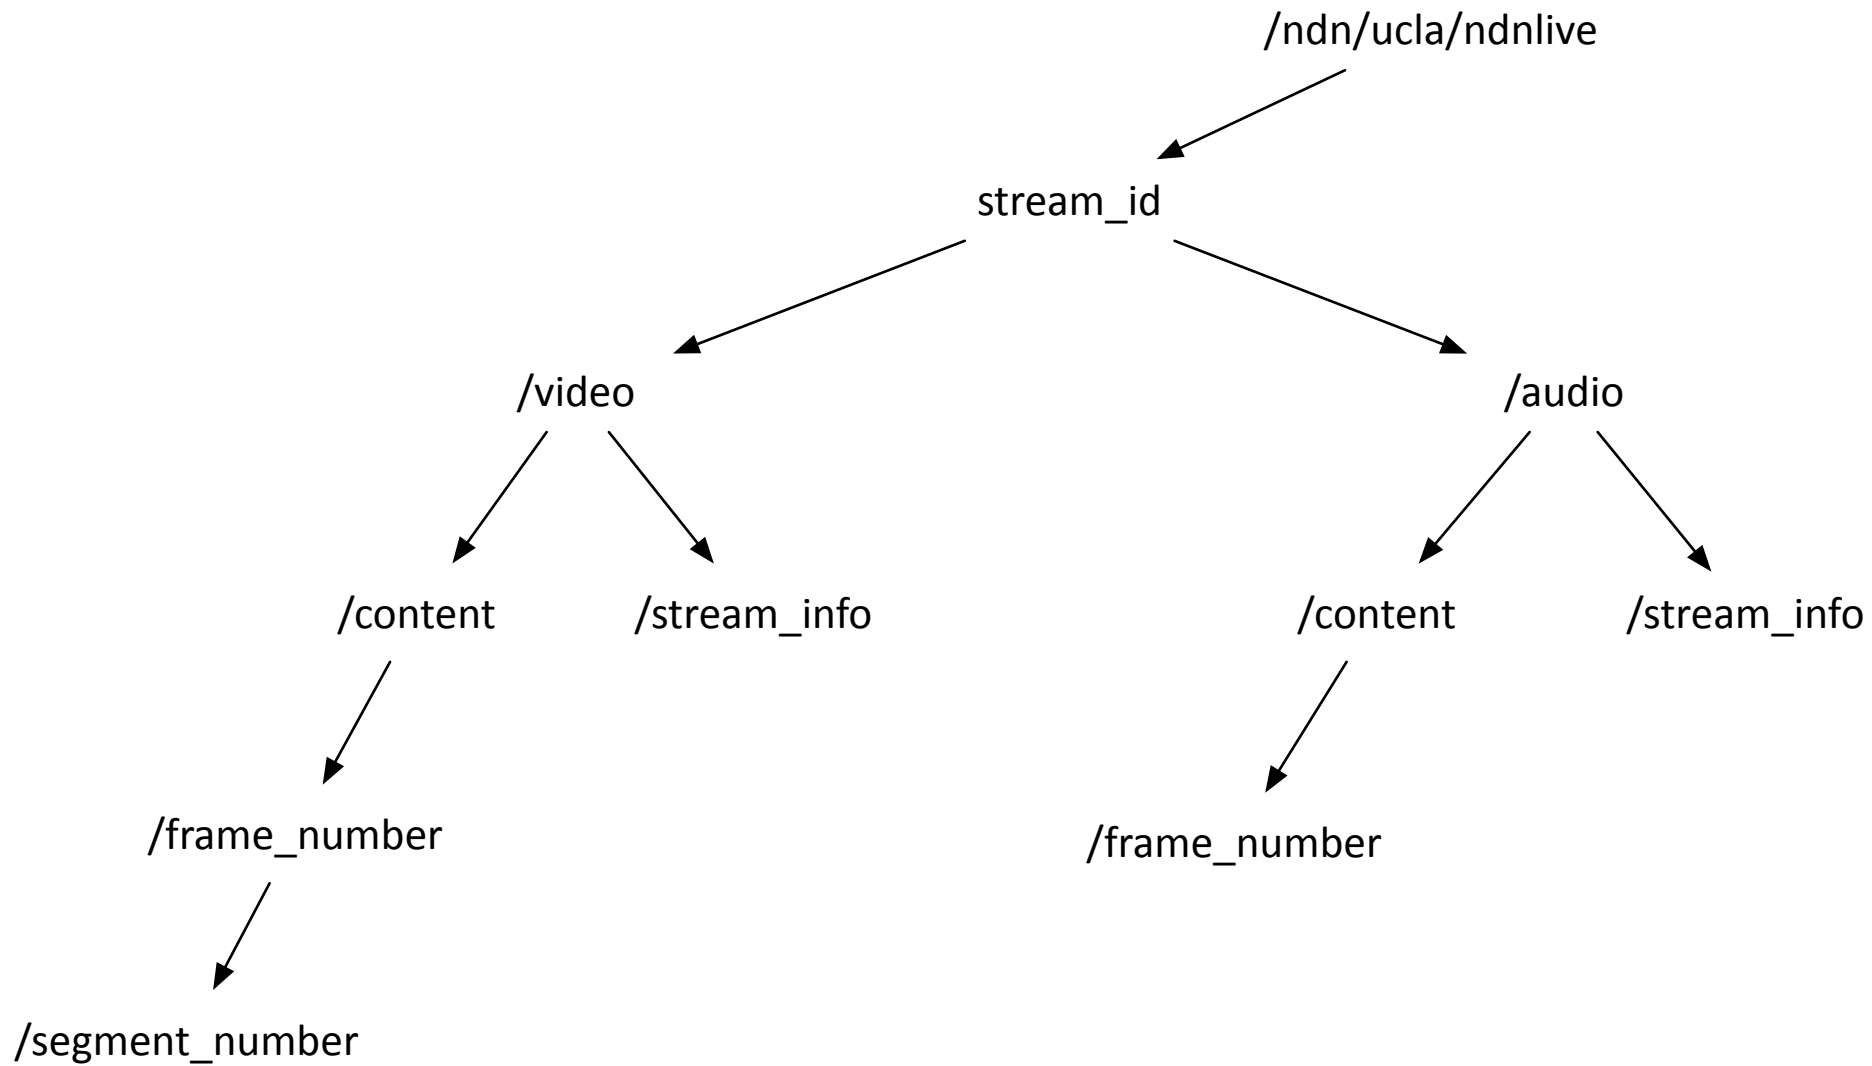 /ndn/ucla/ndnlive
stream_id
/video
/audio
/content
/stream_info
/content
/stream_info
/frame_number
/frame_number
/segment_number